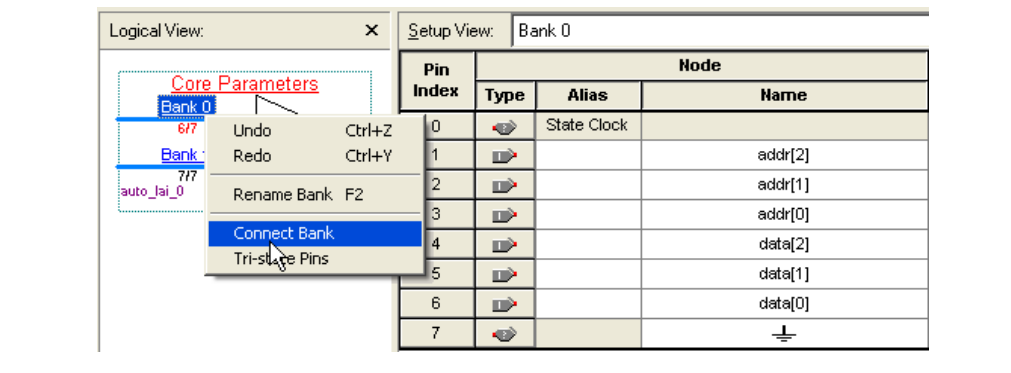 Logical View:
Setup View: Bank 0
Core Parameters
Bank 0
6/7
Bank
7/7
auto_lai_0
Undo Ctrl+Z
Redo Ctrl+Y
Rename Bank F2
Connect Bank
Tri-state Pins
Pin Index
Node
Type Alias Name
0 State Clock
1 addr[2]
2 addr[1]
3 addr[0]
4 data[2]
5 data[1]
6 data[0]
7